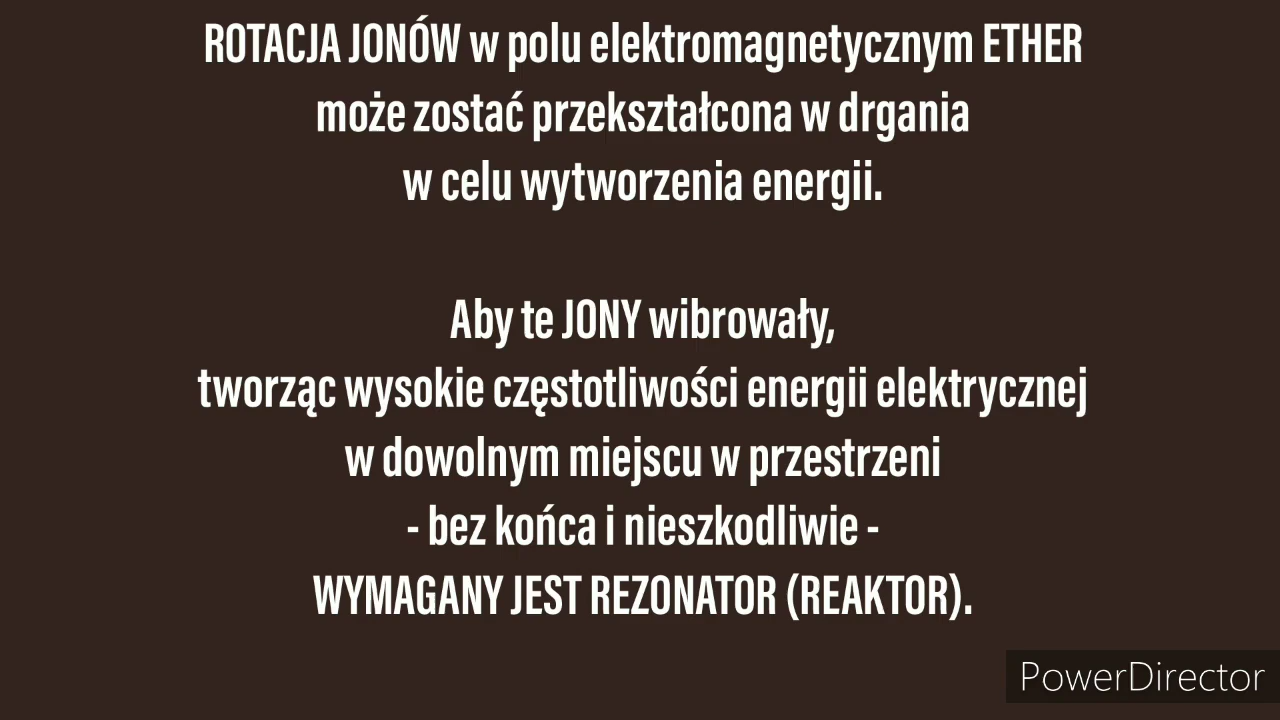 ROTACJA JONÓW w polu elektromagnetycznym ETHER
może zostać przekształcona w drgania
w celu wytworzenia energii.
Aby te JONY wibrowały,
tworząc wysokie częstotliwości energii elektrycznej
w dowolnym miejscu w przestrzeni
- bez końca i nieszkodliwie -
WYMAGANY JEST REZONATOR (REAKTOR).
PowerDirector